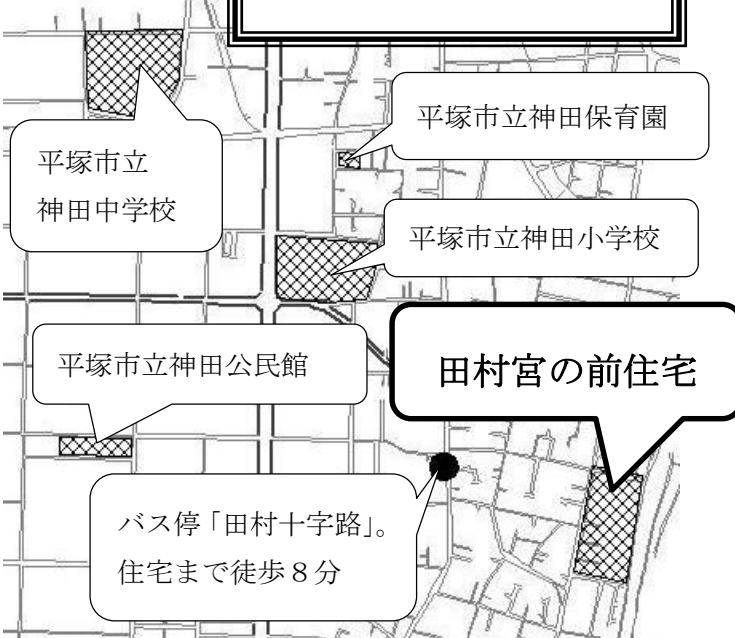 平塚市立神田保育園
平塚市立
神田中学校
平塚市立神田小学校
平塚市立神田公民館
田村宮の前住宅
バス停「田村十字路」。
住宅まで徒歩８分